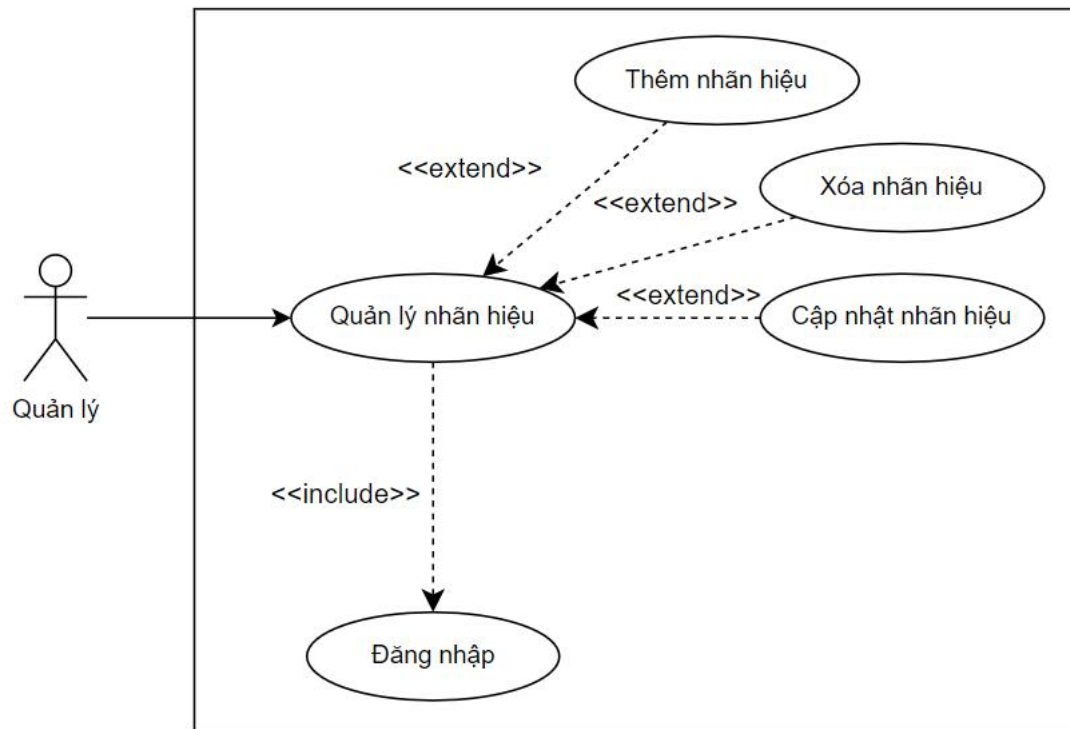 Thêm nhãn hiệu
<<extend>>
Xóa nhãn hiệu
<<extend>>
<<extend>>
Quản lý nhãn hiệu
Cập nhật nhãn hiệu
Quản lý
<<include>>
Đăng nhập